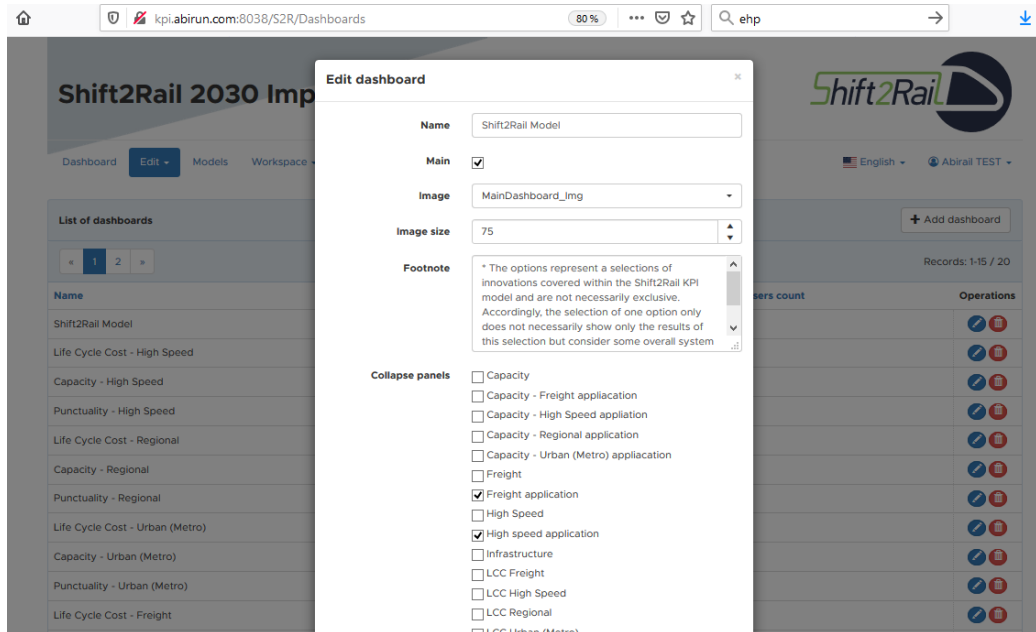 kpi.abirun.com:8038/S2R/Dashboards
80 %
ehp
Shift2Rail 2030 Imp
Shift2Rail
Dashboard
Edit
Models
Workspace
English
Abirail TEST
List of dashboards
+ Add dashboard
« 1 2 »
Records: 1-15 / 20
Name
sers count
Operations
Shift2Rail Model
Life Cycle Cost - High Speed
Capacity - High Speed
Punctuality - High Speed
Life Cycle Cost - Regional
Capacity - Regional
Punctuality - Regional
Life Cycle Cost - Urban (Metro)
Capacity - Urban (Metro)
Punctuality - Urban (Metro)
Life Cycle Cost - Freight
Edit dashboard
×
Name
Shift2Rail Model
Main
Image
MainDashboard_Img
Image size
75
Footnote
* The options represent a selections of
innovations covered within the Shift2Rail KPI
model and are not necessarily exclusive.
Accordingly, the selection of one option only
does not necessarily show only the results of
this selection but consider some overall system
Collapse panels
Capacity
Capacity - Freight appliacation
Capacity - High Speed appliation
Capacity - Regional application
Capacity - Urban (Metro) appliacation
Freight
Freight application
High Speed
High speed application
Infrastructure
LCC Freight
LCC High Speed
LCC Regional
LCC Urban (Metro)